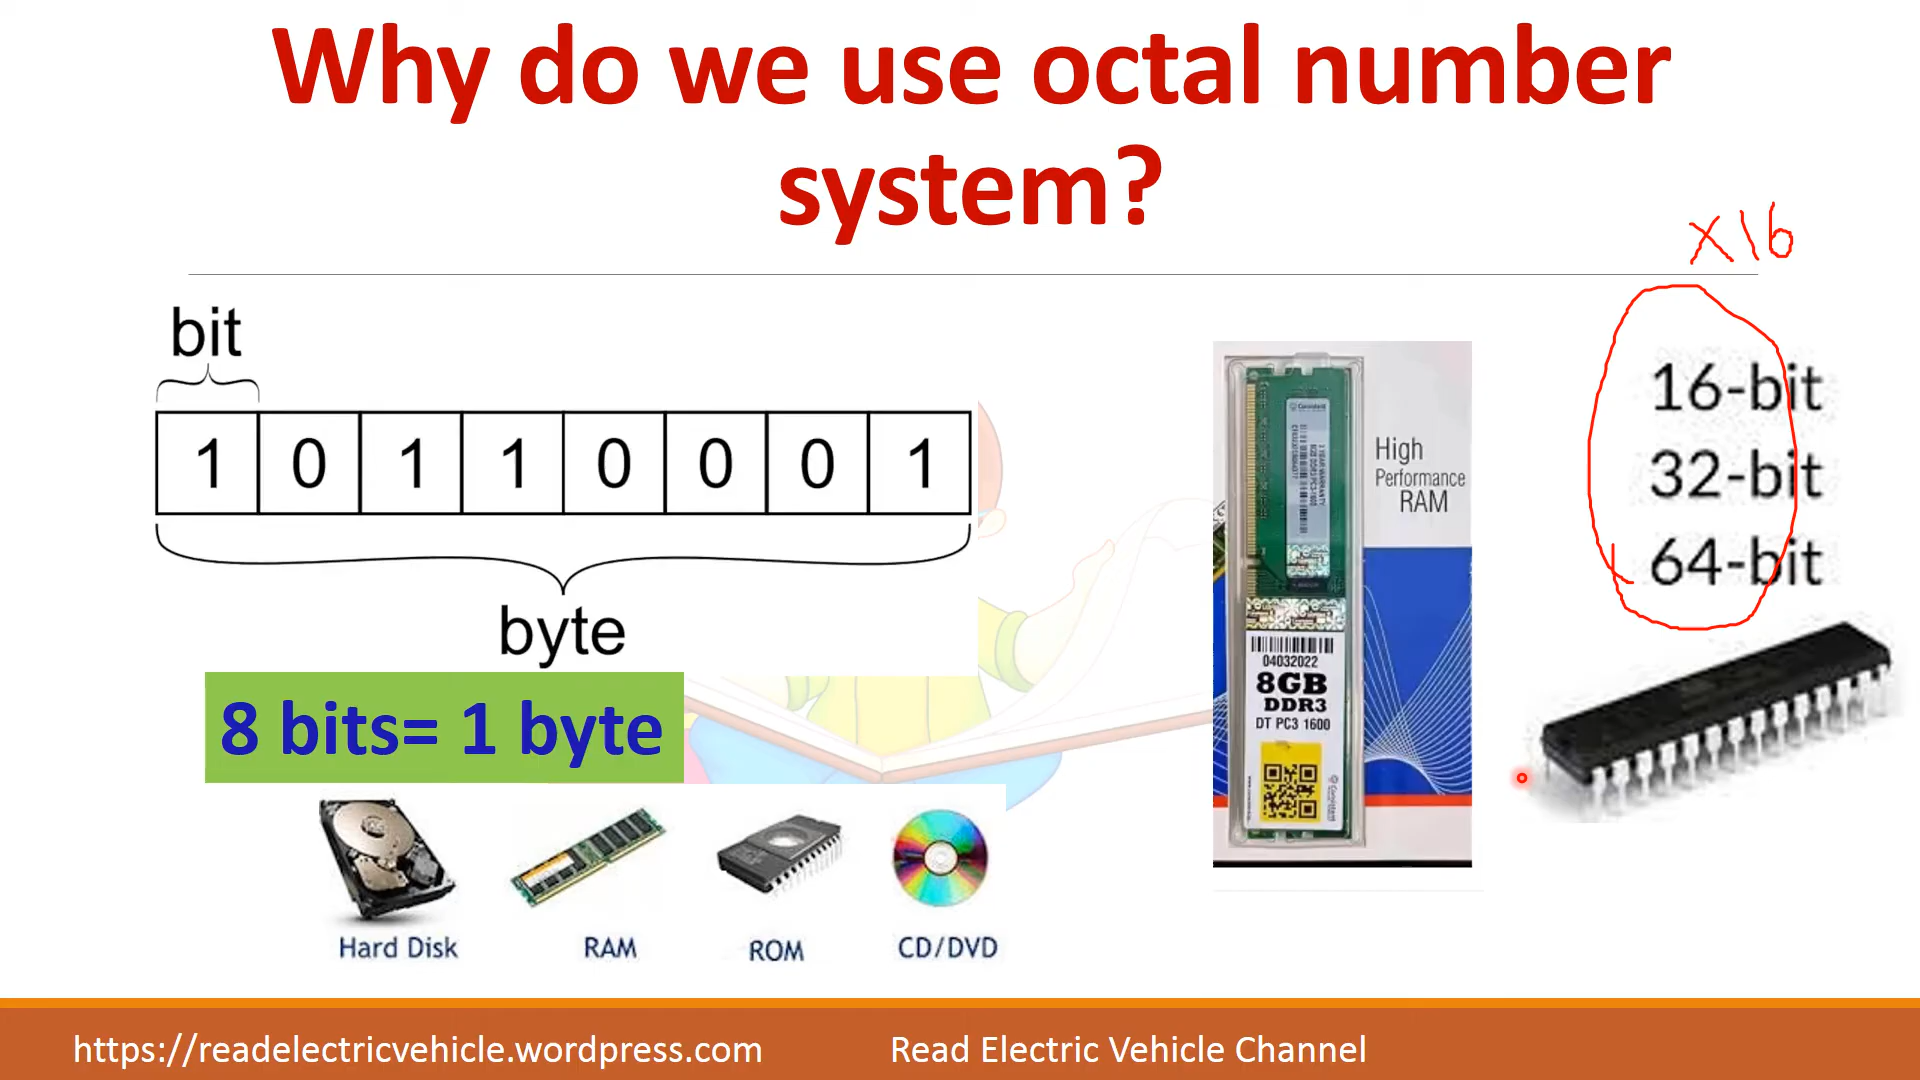 Why do we use octal number
system?
X16
bit
1 0 1 1 0 0 0 1
byte
8 bits= 1 byte
Hard Disk
RAM
ROM
CD/DVD
High
Performance
RAM
04032022
8GB
DDR3
DT PC3 1600
16-bit
32-bit
64-bit
https://readelectricvehicle.wordpress.com
Read Electric Vehicle Channel